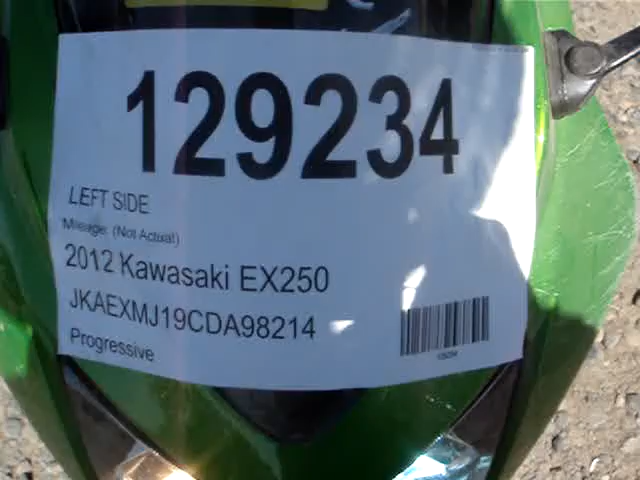 129234
LEFT SIDE
Mileage: (Not Actual)
2012 Kawasaki EX250
JKAEXMJ19CDA98214
Progressive